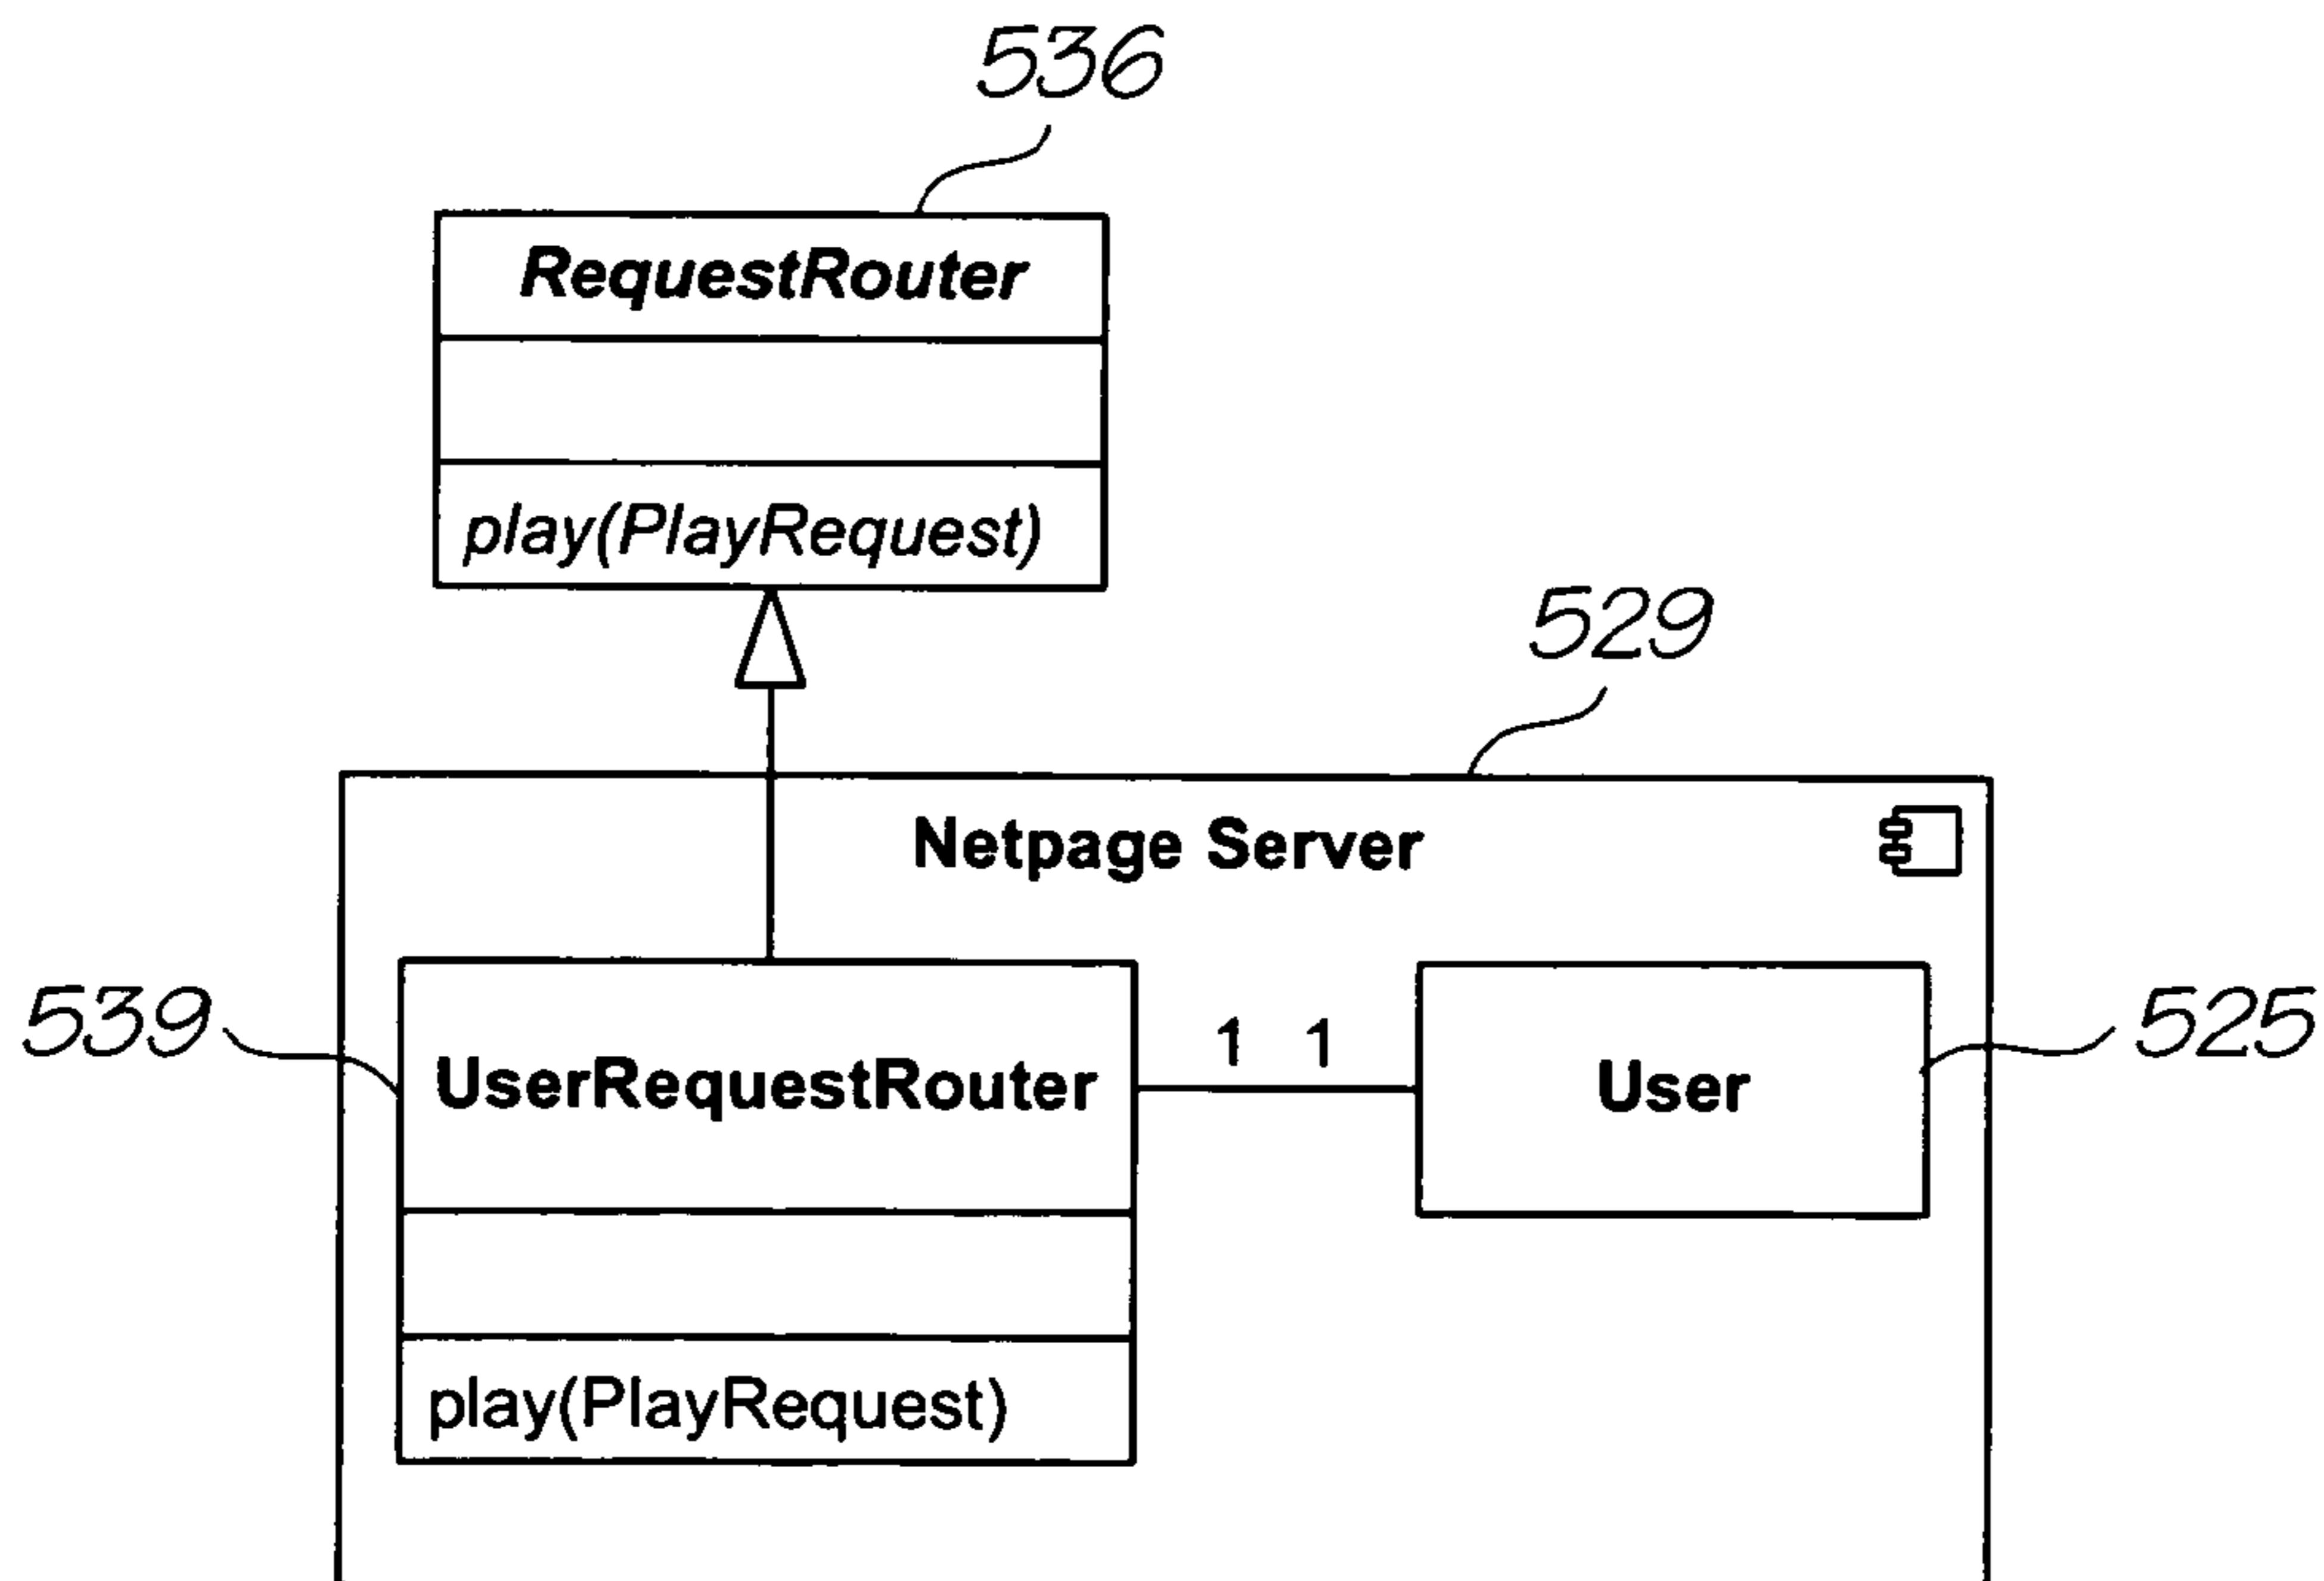 536
RequestRouter
play(PlayRequest)
529
Netpage Server
539
UserRequestRouter
1 1
User
525
play(PlayRequest)